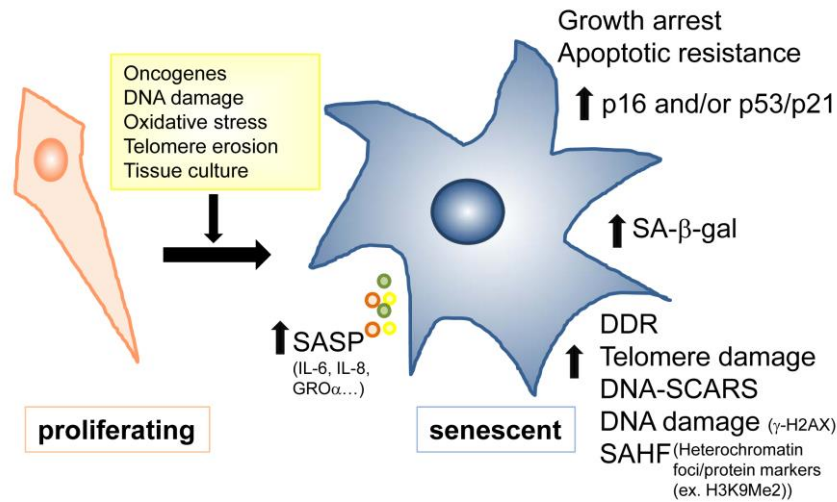 Growth arrest
Apoptotic resistance
p16 and/or p53/p21
Oncogenes
DNA damage
Oxidative stress
Telomere erosion
Tissue culture
SA-β-gal
SASP
(IL-6, IL-8,
GROα...)
DDR
Telomere damage
DNA-SCARS
DNA damage (γ-H2AX)
SAHF (Heterochromatin
foci/protein markers
(ex. H3K9Me2))
proliferating
senescent